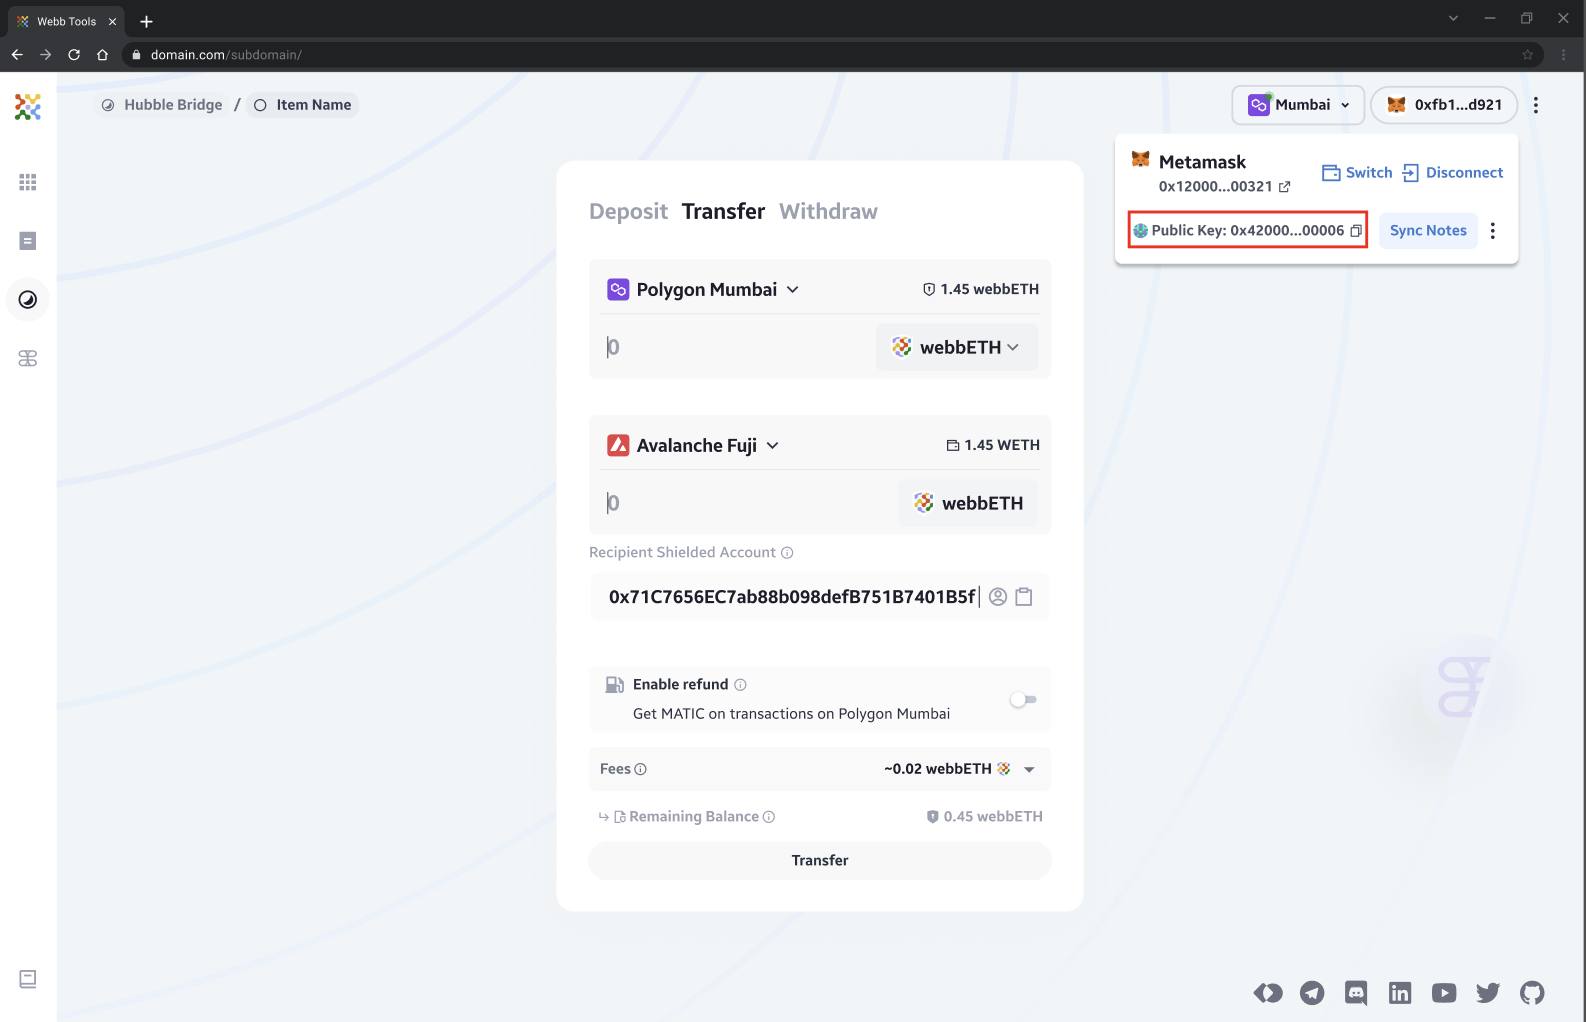 Webb Tools
domain.com/subdomain/
Hubble Bridge / Item Name
Mumbai
0xfb1...d921
Metamask
0x12000...00321
Switch
Disconnect
Public Key: 0x42000...00006
Sync Notes
Deposit Transfer Withdraw
Polygon Mumbai
1.45 webbETH
0
webbETH
Avalanche Fuji
1.45 WETH
0
webbETH
Recipient Shielded Account
0x71C7656EC7ab88b098defB751B7401B5f
Enable refund
Get MATIC on transactions on Polygon Mumbai
Fees
~0.02 webbETH
Remaining Balance
0.45 webbETH
Transfer